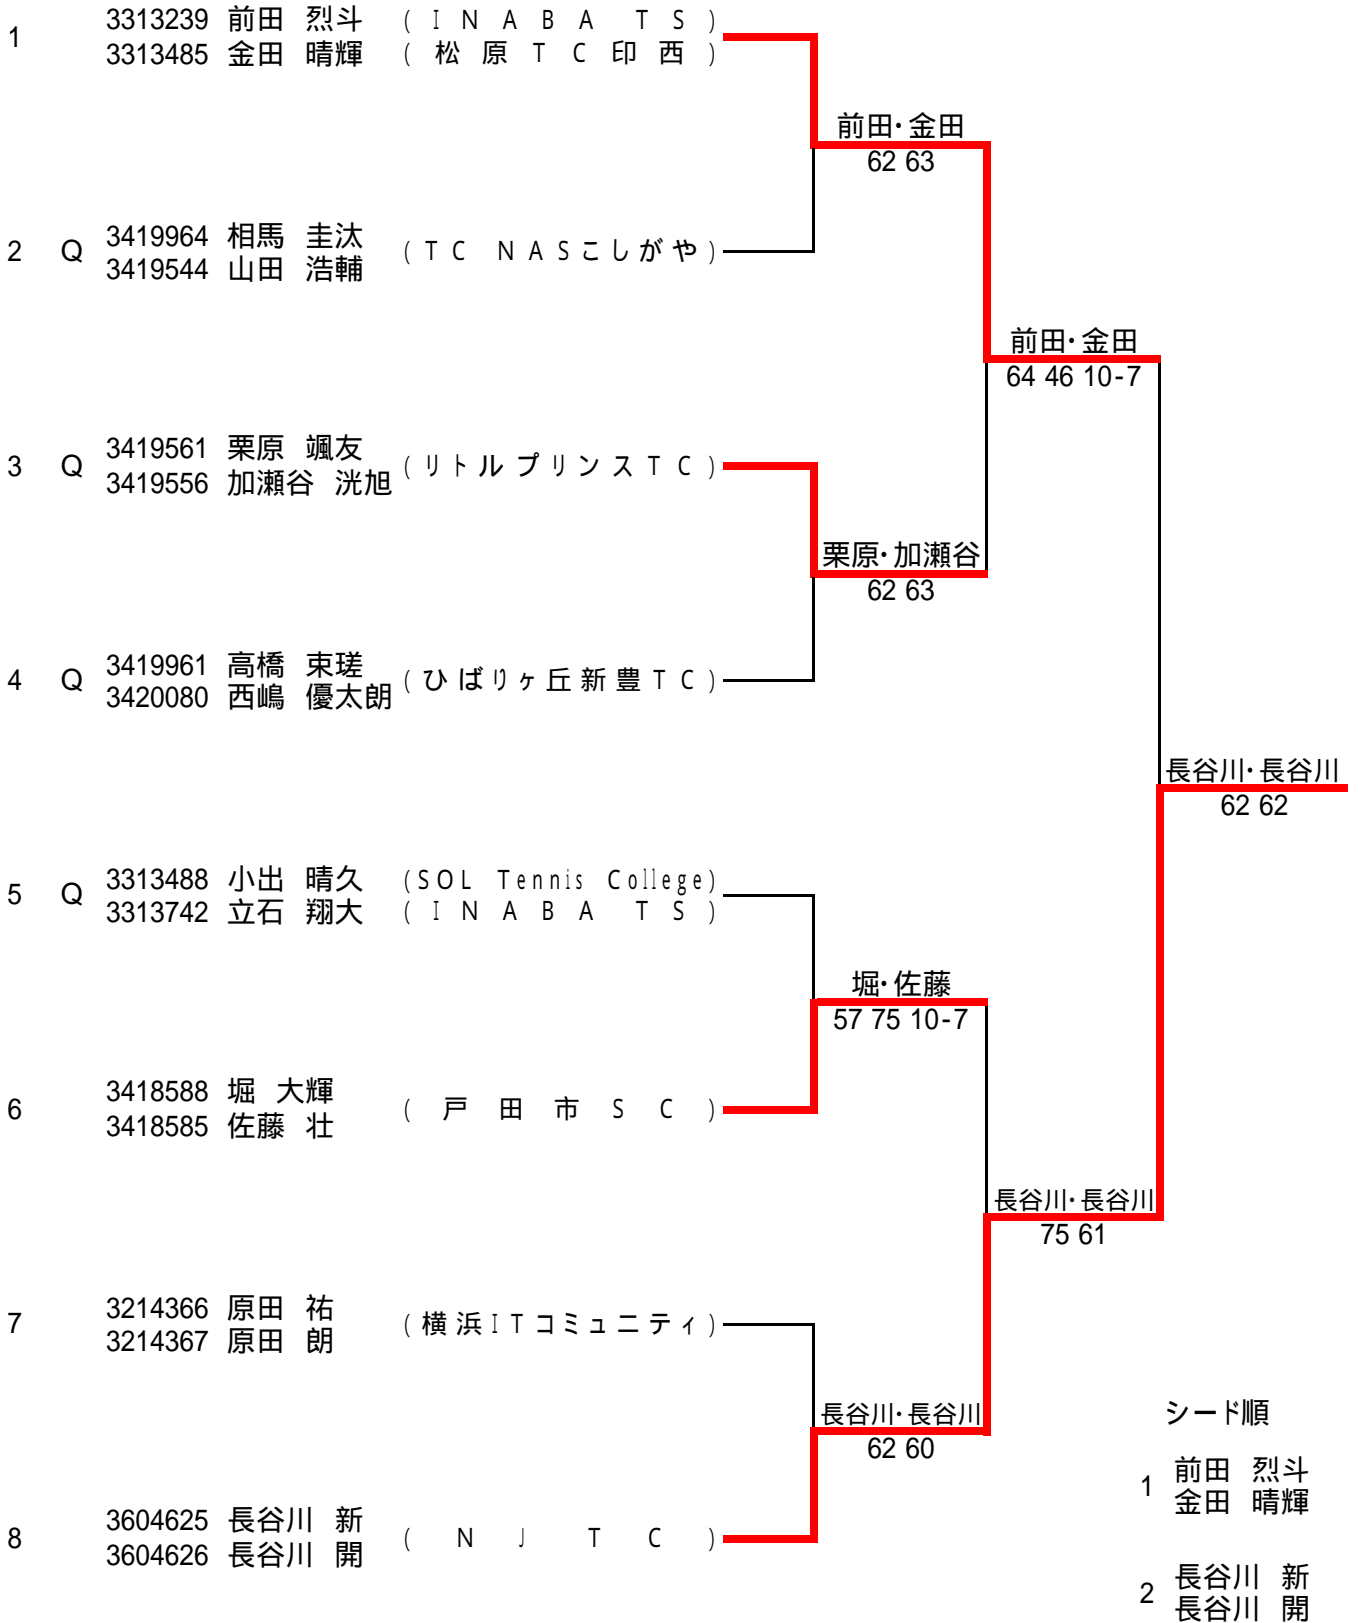 1 3313239 前田 烈斗 (INABA TS)
3313485 金田 晴輝 (松原TC印西)
前田・金田
62 63
2 Q 3419964 相馬 圭汰 (TC NASこしがや)
3419544 山田 浩輔
前田・金田
64 46 10-7
3 Q 3419561 栗原 颯友 (リトルプリンスTC)
3419556 加瀬谷 洸旭
栗原・加瀬谷
62 63
4 Q 3419961 高橋 束瑳 (ひばりヶ丘新豊TC)
3420080 西嶋 優太朗
長谷川・長谷川
62 62
5 Q 3313488 小出 晴久 (SOL Tennis College)
3313742 立石 翔大 (INABA TS)
堀・佐藤
57 75 10-7
6 3418588 堀 大輝 (戸田市SC)
3418585 佐藤 壮
長谷川・長谷川
75 61
7 3214366 原田 祐 (横浜ITコミュニティ)
3214367 原田 朗
長谷川・長谷川
62 60
8 3604625 長谷川 新 (NJTC)
3604626 長谷川 開
シード順
1 前田 烈斗
金田 晴輝
2 長谷川 新
長谷川 開